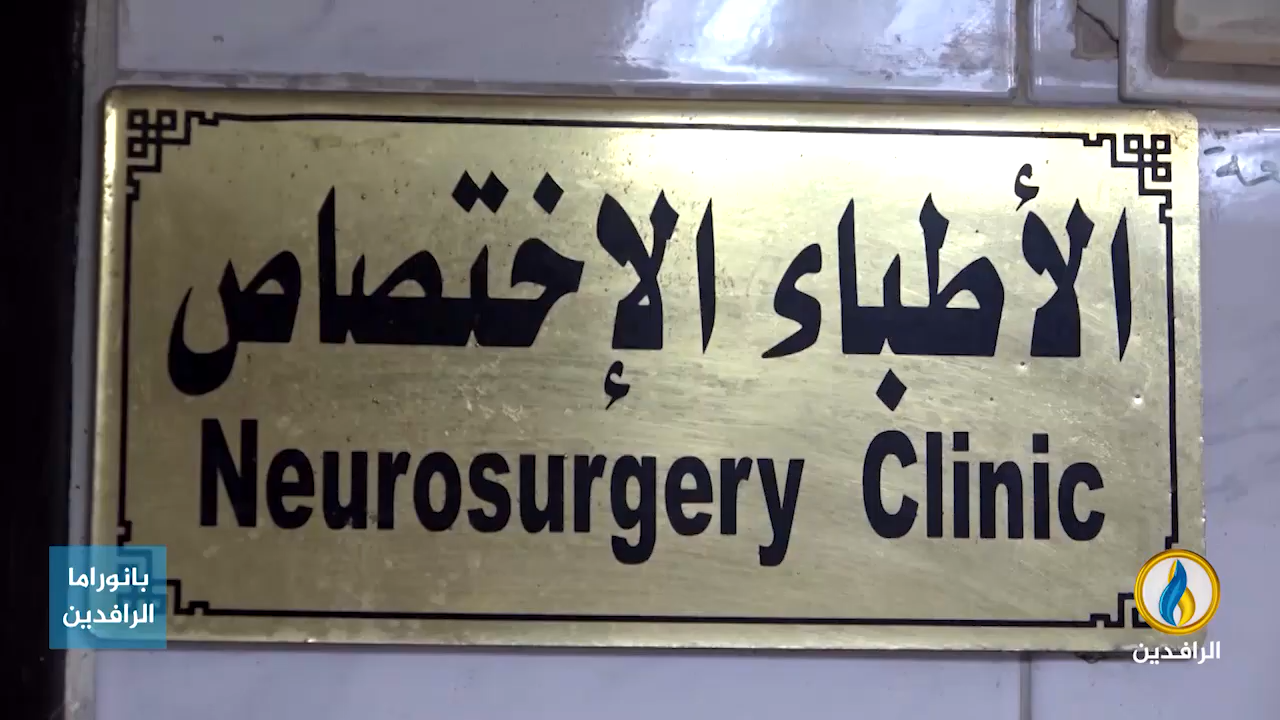 الأطباء الإختصاص
Neurosurgery Clinic
بانوراما
الرافدين
الرافدين